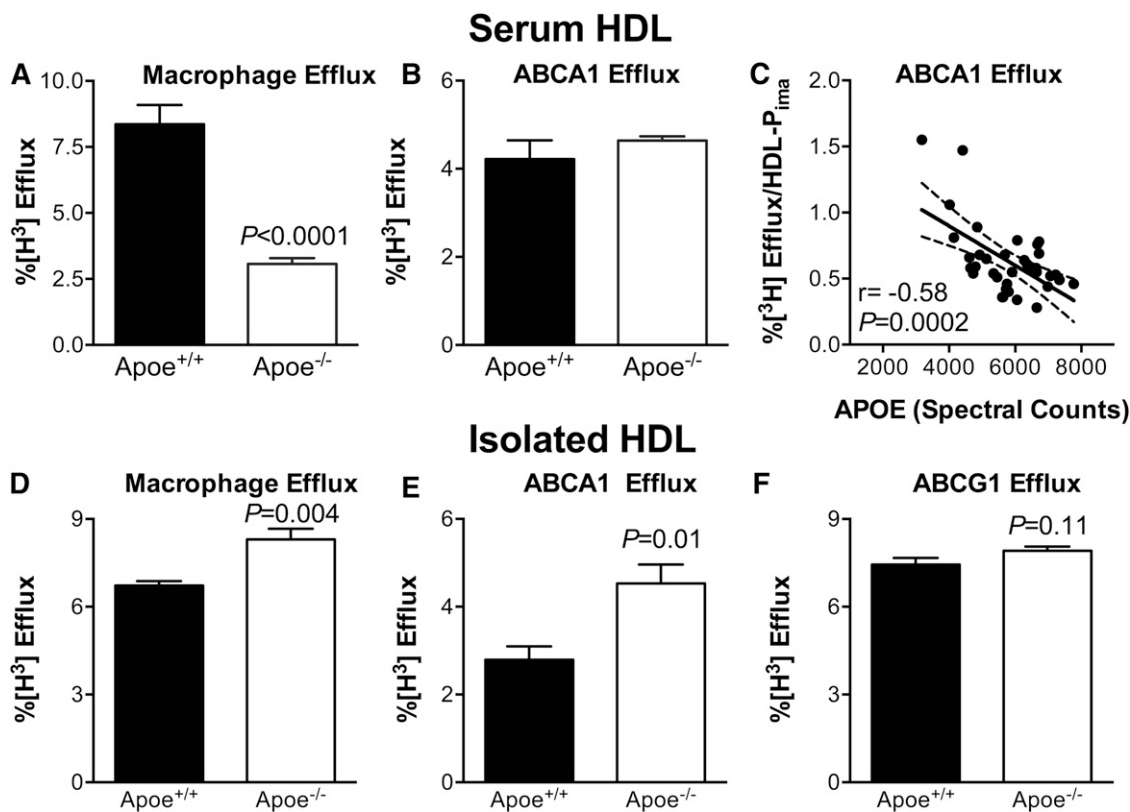 Serum HDL
A
Macrophage Efflux
%[H³] Efflux
10.0
7.5
5.0
2.5
0.0
P<0.0001
Apoe⁺/⁺
Apoe⁻/⁻
B
ABCA1 Efflux
%[H³] Efflux
6
4
2
0
Apoe⁺/⁺
Apoe⁻/⁻
C
ABCA1 Efflux
%[³H] Efflux/HDL-Pima
2.0
1.5
1.0
0.5
0.0
r= -0.58
P=0.0002
2000
4000
6000
8000
APOE (Spectral Counts)
Isolated HDL
D
Macrophage Efflux
%[H³] Efflux
9
6
3
0
P=0.004
Apoe⁺/⁺
Apoe⁻/⁻
E
ABCA1 Efflux
%[H³] Efflux
6
4
2
0
P=0.01
Apoe⁺/⁺
Apoe⁻/⁻
F
ABCG1 Efflux
%[H³] Efflux
9
6
3
0
P=0.11
Apoe⁺/⁺
Apoe⁻/⁻